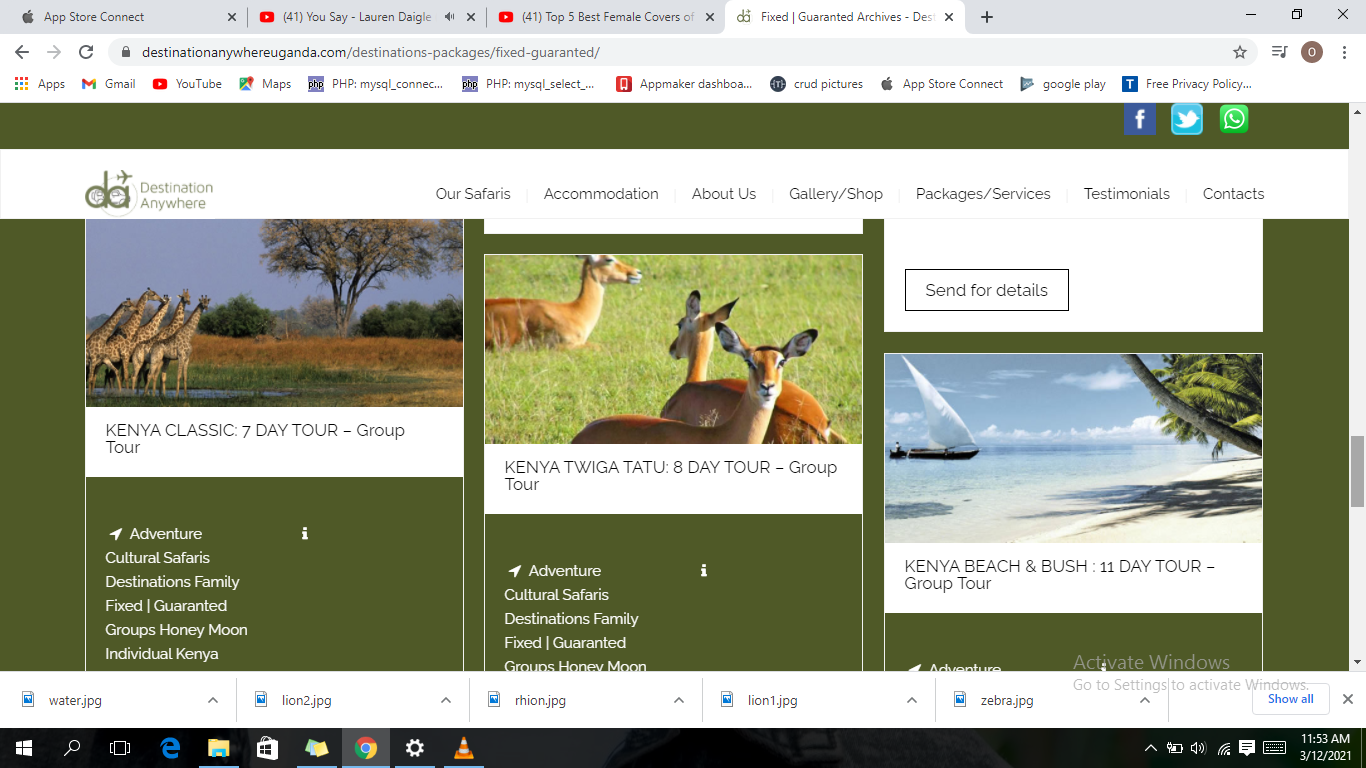 App Store Connect
(41) You Say - Lauren Daigle
(41) Top 5 Best Female Covers of
Fixed | Guaranted Archives - Dest
destinationanywhereuganda.com/destinations-packages/fixed-guaranted/
O
Apps
Gmail
YouTube
Maps
php
PHP: mysql_connec...
php
PHP: mysql_select_...
Appmaker dashboa...
crud pictures
App Store Connect
google play
T
Free Privacy Policy...
f
da
Destination
Anywhere
Our Safaris
Accommodation
About Us
Gallery/Shop
Packages/Services
Testimonials
Contacts
KENYA CLASSIC: 7 DAY TOUR – Group
Tour
Adventure
Cultural Safaris
Destinations Family
Fixed | Guaranted
Groups Honey Moon
Individual Kenya
KENYA TWIGA TATU: 8 DAY TOUR – Group
Tour
Adventure
Cultural Safaris
Destinations Family
Fixed | Guaranted
Groups Honey Moon
Send for details
KENYA BEACH & BUSH : 11 DAY TOUR –
Group Tour
Adventure
Activate Windows
Go to Settings to activate Windows.
water.jpg
lion2.jpg
rhion.jpg
lion1.jpg
zebra.jpg
Show all
11:53 AM
3/12/2021